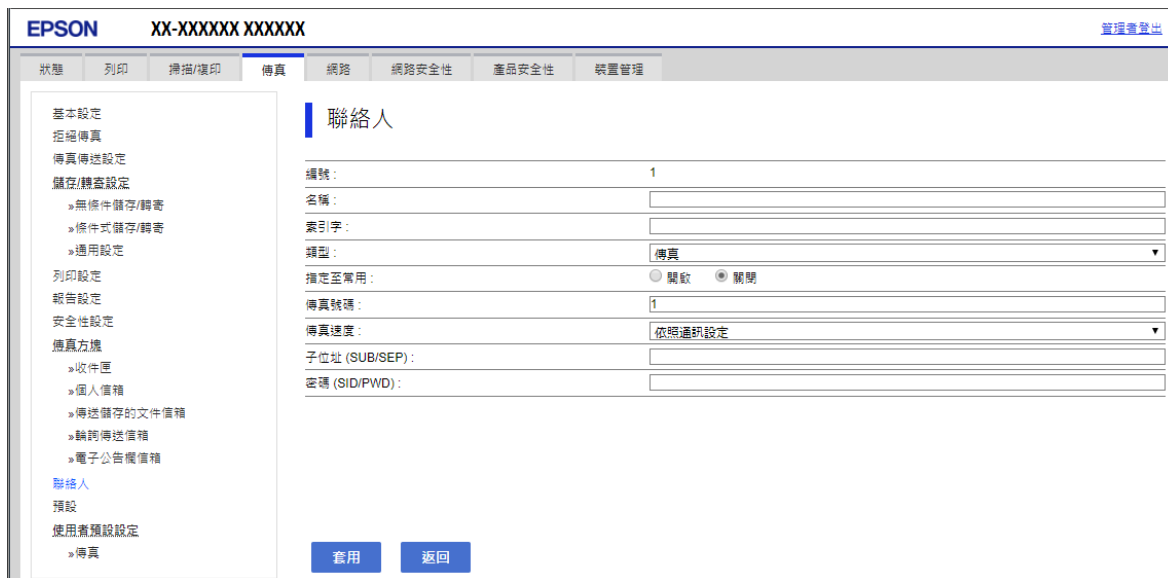 EPSON XX-XXXXXX XXXXXX 管理者登出
狀態 列印 掃描/複印 傳真 網路 網路安全性 產品安全性 裝置管理
基本設定
拒絕傳真
傳真傳送設定
儲存/轉寄設定
»無條件儲存/轉寄
»條件式儲存/轉寄
»通用設定
列印設定
報告設定
安全性設定
傳真方塊
»收件匣
»個人信箱
»傳送儲存的文件信箱
»輪詢傳送信箱
»電子公告欄信箱
聯絡人
預設
使用者預設設定
»傳真
聯絡人
編號 : 1
名稱 :
索引字 :
類型 : 傳真
指定至常用 : 開啟 關閉
傳真號碼 : 1
傳真速度 : 依照通訊設定
子位址 (SUB/SEP) :
密碼 (SID/PWD) :
套用 返回